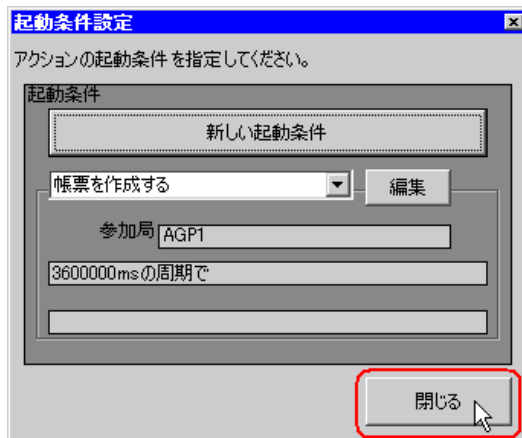 起動条件設定
アクションの起動条件 を指定してください。
起動条件
新しい起動条件
帳票を作成する
編集
参加局 AGP1
3600000msの周期で
閉じる